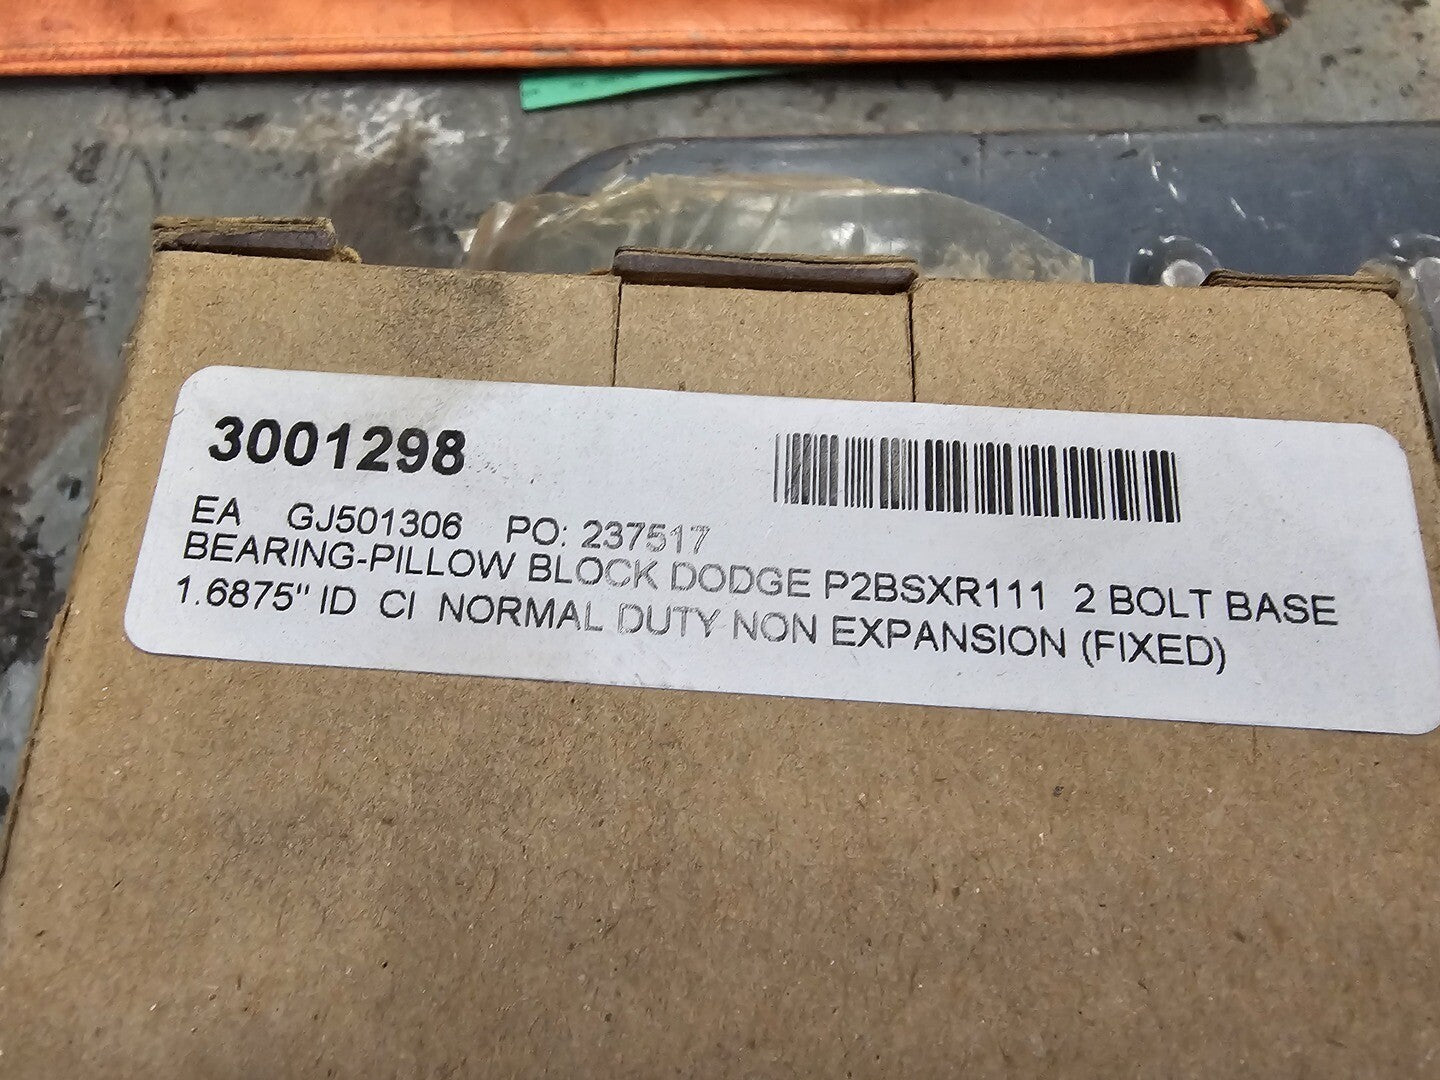 3001298
EA GJ501306 PO: 237517
BEARING-PILLOW BLOCK DODGE P2BSXR111 2 BOLT BASE
1.6875" ID CI NORMAL DUTY NON EXPANSION (FIXED)